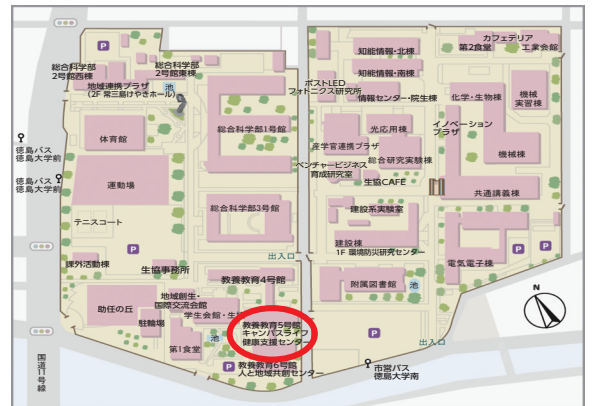 P
総合科学部
2号館西棟
総合科学部
2号館東棟
地域連携プラザ
(2F 常三島けやきホール)
池
体育館
総合科学部1号館
徳島バス
徳島大学前
徳島バス
徳島大学前
運動場
テニスコート
総合科学部3号館
P
課外活動棟
生協事務所
出入口
教養教育4号館
助任の丘
地域創生・
国際交流会館
駐輪場
学生会館・生
池
第1食堂
教養教育5号館
キャンパスライフ
健康支援センター
P
教養教育6号館
人と地域共創センター
国道11号線
P
カフェテリア
第2食堂
工業会館
知能情報・北棟
知能情報・南棟
ポストLED
フォトニクス研究所
情報センター・院生棟
化学・生物棟
機械
実習棟
光応用棟
イノベーション
プラザ
産学官連携プラザ
総合研究実験棟
ベンチャービジネス
育成研究室
機械棟
生協CAFE
共通講義棟
建設系実験室
建設棟
1F 環境防災研究センター
電気電子棟
P
P
附属図書館
池
P
出入口
市営バス
徳島大学南
N